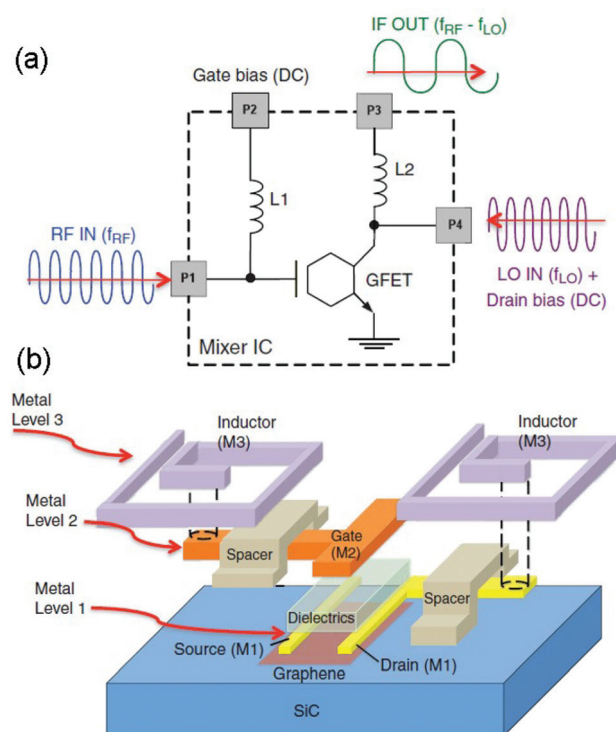 (a)
IF OUT (fRF - fLO)
Gate bias (DC)
P2
P3
L1
L2
RF IN (fRF)
P1
P4
GFET
LO IN (fLO) +
Drain bias (DC)
Mixer IC
(b)
Metal
Level 3
Inductor
(M3)
Inductor
(M3)
Metal
Level 2
Gate
(M2)
Spacer
Spacer
Metal
Level 1
Dielectrics
Source (M1)
Drain (M1)
Graphene
SiC